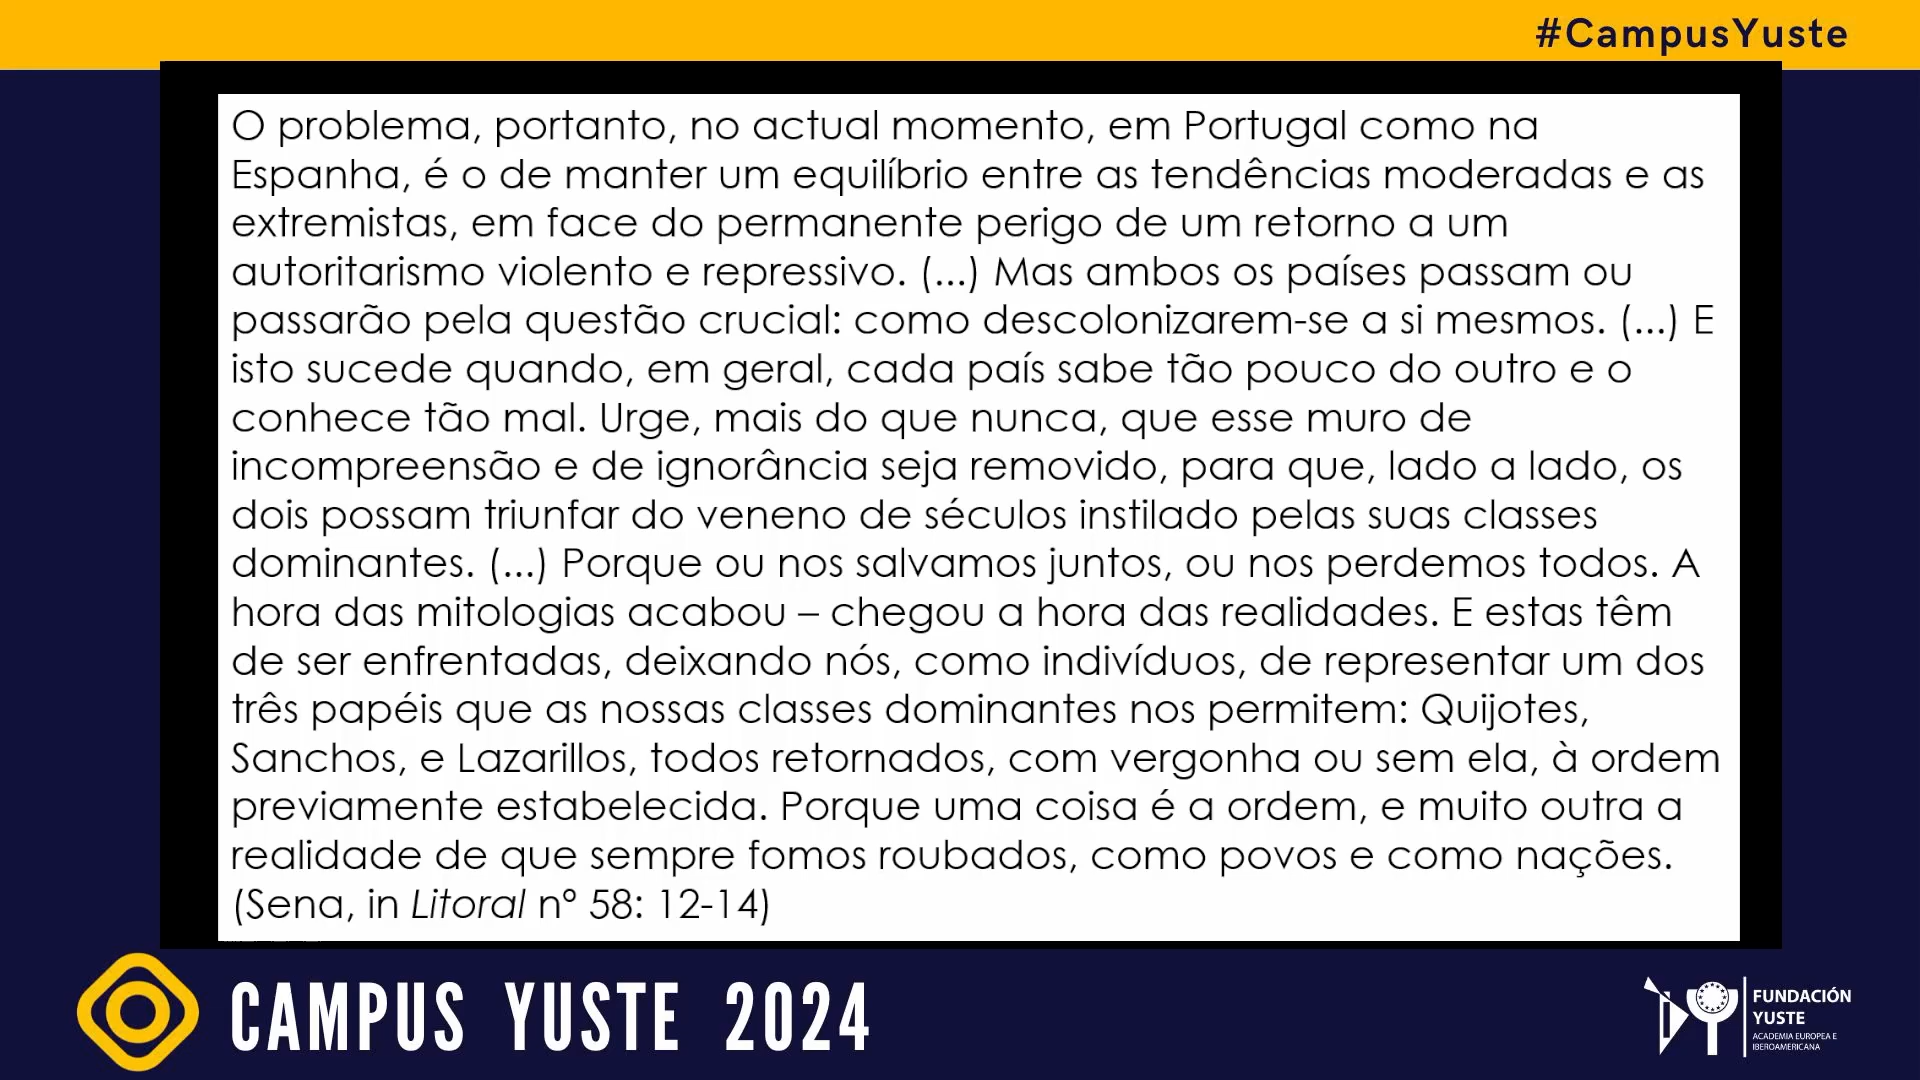 #CampusYuste
O problema, portanto, no actual momento, em Portugal como na
Espanha, é o de manter um equilíbrio entre as tendências moderadas e as
extremistas, em face do permanente perigo de um retorno a um
autoritarismo violento e repressivo. (...) Mas ambos os países passam ou
passarão pela questão crucial: como descolonizarem-se a si mesmos. (...) E
isto sucede quando, em geral, cada país sabe tão pouco do outro e o
conhece tão mal. Urge, mais do que nunca, que esse muro de
incompreensão e de ignorância seja removido, para que, lado a lado, os
dois possam triunfar do veneno de séculos instilado pelas suas classes
dominantes. (...) Porque ou nos salvamos juntos, ou nos perdemos todos. A
hora das mitologias acabou – chegou a hora das realidades. E estas têm
de ser enfrentadas, deixando nós, como indivíduos, de representar um dos
três papéis que as nossas classes dominantes nos permitem: Quijotes,
Sanchos, e Lazarillos, todos retornados, com vergonha ou sem ela, à ordem
previamente estabelecida. Porque uma coisa é a ordem, e muito outra a
realidade de que sempre fomos roubados, como povos e como nações.
(Sena, in Litoral nº 58: 12-14)
CAMPUS YUSTE 2024
FUNDACIÓN
YUSTE
ACADEMIA EUROPEA E
IBEROAMERICANA